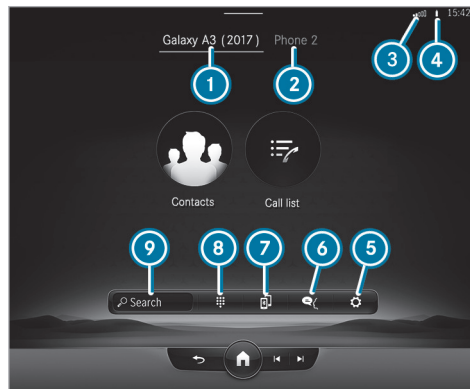 15:42
Galaxy A3 (2017) Phone 2
3 4
1 2
Contacts Call list
9 8 7 6 5
Search